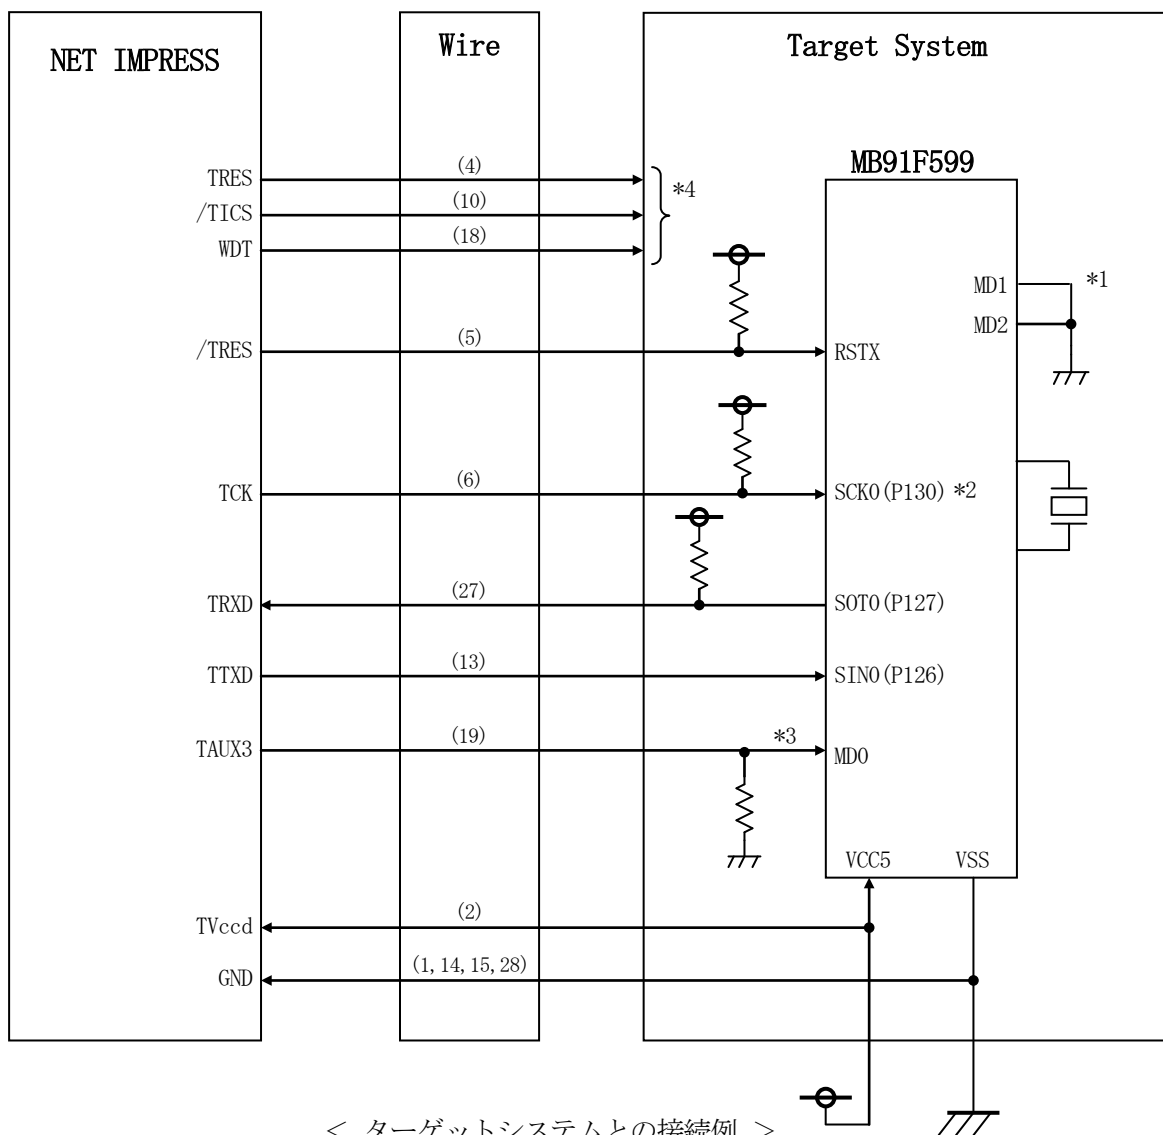 NET IMPRESS
Wire
Target System
MB91F599
TRES
(4)
*4
/TICS
(10)
WDT
(18)
MD1
*1
MD2
/TRES
(5)
RSTX
TCK
(6)
SCK0(P130) *2
TRXD
(27)
SOT0(P127)
TTXD
(13)
SIN0(P126)
TAUX3
(19)
*3
MD0
VCC5
VSS
TVccd
(2)
GND
(1,14,15,28)
< ターゲットシステムとの接続例 >